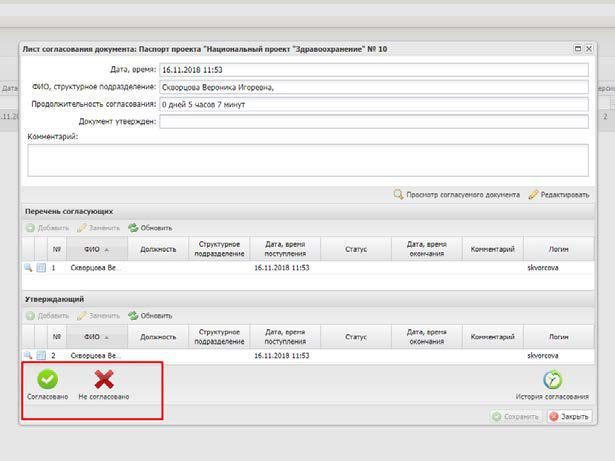 Лист согласования документа: Паспорт проекта "Национальный проект "Здравоохранение" № 10
Дата
Дата, время: 16.11.2018 11:53
ФИО, структурное подразделение: Скворцова Вероника Игоревна,
Продолжительность согласования: 0 дней 5 часов 7 минут
2
Документ утвержден:
Комментарий:
Просмотр согласуемого документа Редактировать
Перечень согласующих
Добавить Заменить Обновить
№ ФИО Должность Структурное подразделение Дата, время поступления Статус Дата, время окончания Комментарий Логин
1 Скворцова Ве... 16.11.2018 11:53 skvorcova
Утверждающий
Добавить Заменить Обновить
№ ФИО Должность Структурное подразделение Дата, время поступления Статус Дата, время окончания Комментарий Логин
2 Скворцова Ве... 16.11.2018 11:53 skvorcova
Согласовано Не согласовано История согласования
Сохранить Закрыть